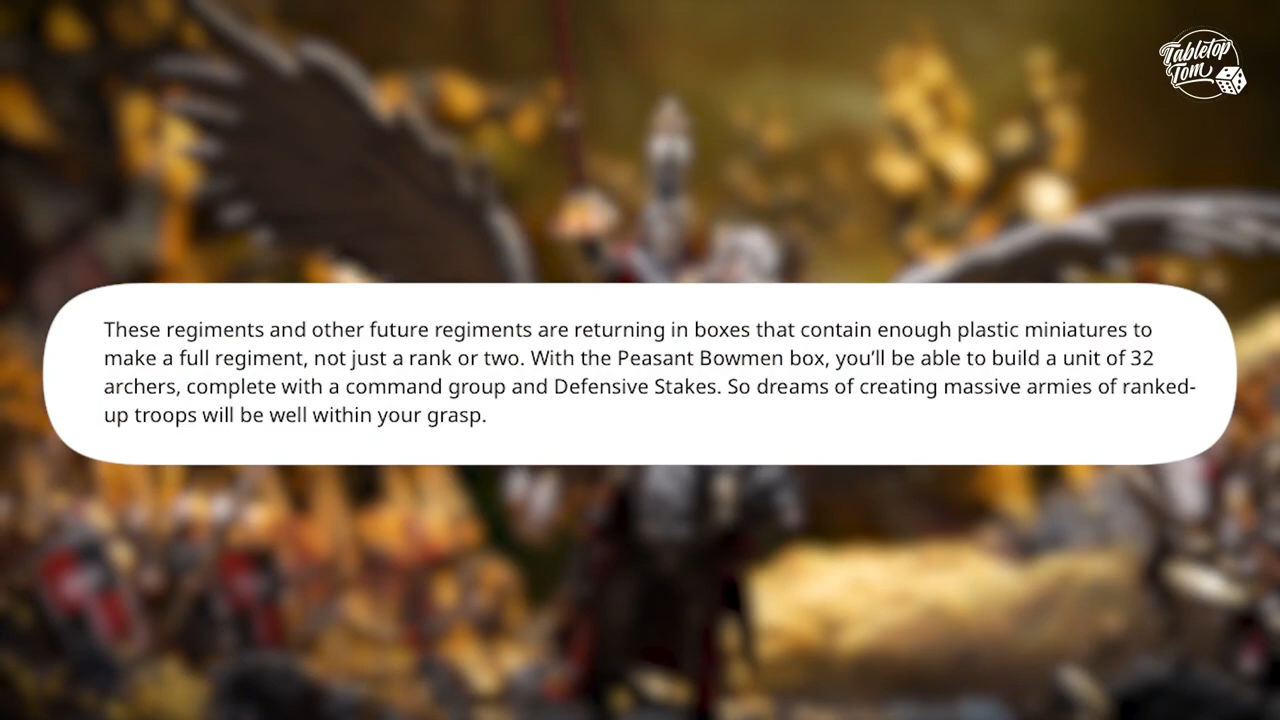 Tabletop
Tom
These regiments and other future regiments are returning in boxes that contain enough plastic miniatures to
make a full regiment, not just a rank or two. With the Peasant Bowmen box, you’ll be able to build a unit of 32
archers, complete with a command group and Defensive Stakes. So dreams of creating massive armies of ranked-
up troops will be well within your grasp.